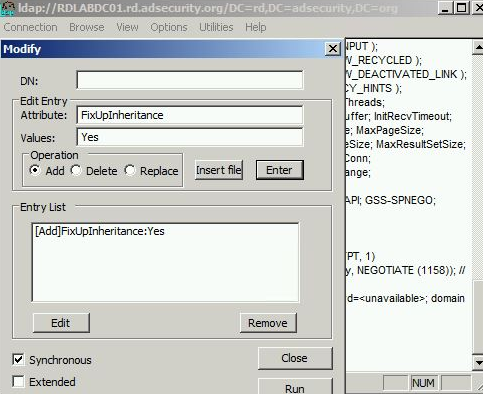 ldap://RDLABDC01.rd.adsecurity.org/DC=rd,DC=adsecurity,DC=org
Connection Browse View Options Utilities Help
Modify
DN:
Edit Entry
Attribute: FixUpInheritance
Values: Yes
Operation
Add Delete Replace
Insert file
Enter
Entry List
[Add]FixUpInheritance:Yes
Edit
Remove
Synchronous
Close
Extended
Run
NPUT );
W_RECYCLED );
W_DEACTIVATED_LINK );
CY_HINTS );
Threads;
uffer; InitRecvTimeout;
e; MaxPageSize;
eSize; MaxResultSetSize;
Conn;
ange;
API; GSS-SPNEGO;
PT, 1)
y, NEGOTIATE (1158)); //
rd=<unavailable>; domain
NUM